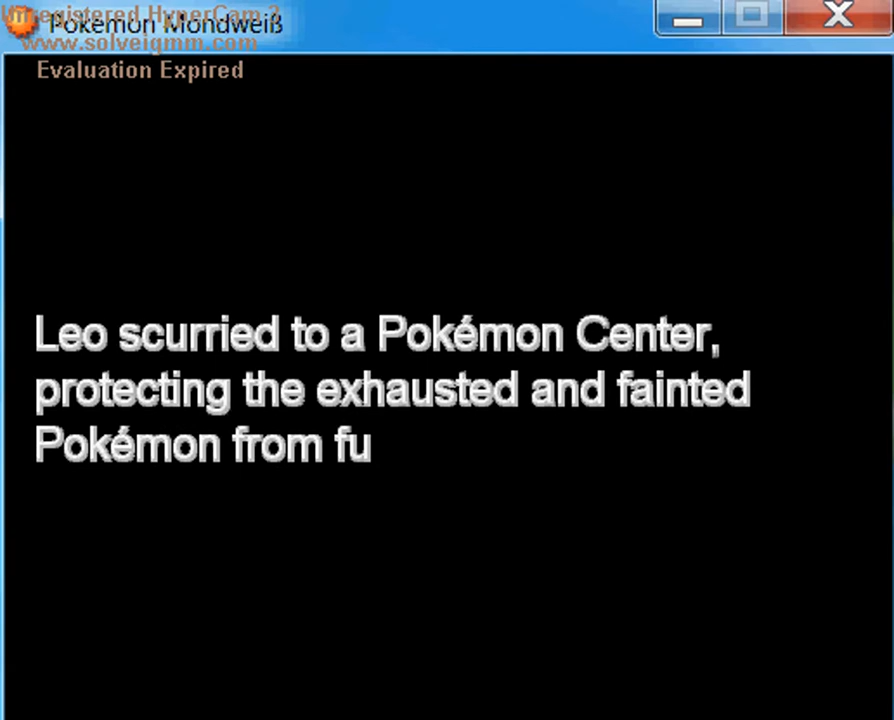 Unregistered HyperCam 3
Pokémon Mondweiß
www.solveigmm.com
Evaluation Expired
Leo scurried to a Pokémon Center,
protecting the exhausted and fainted
Pokémon from fu